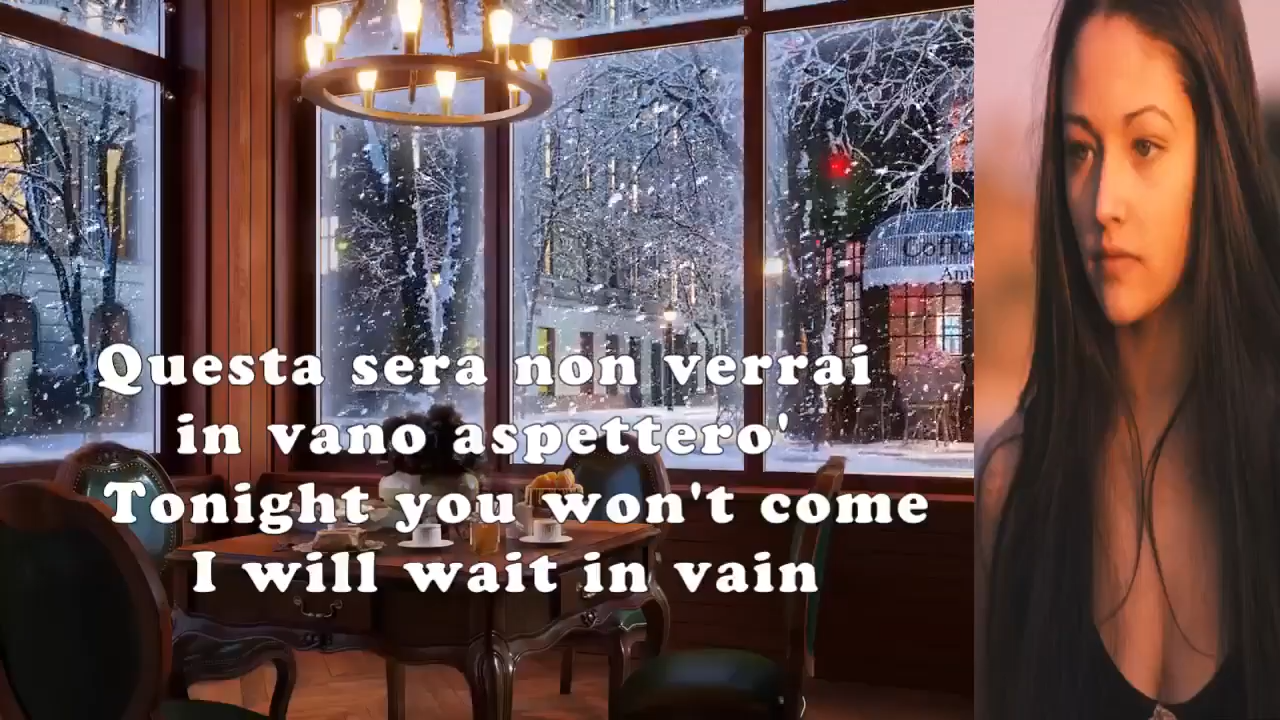 Questa sera non verrai
in vano aspettero'
Tonight you won't come
I will wait in vain